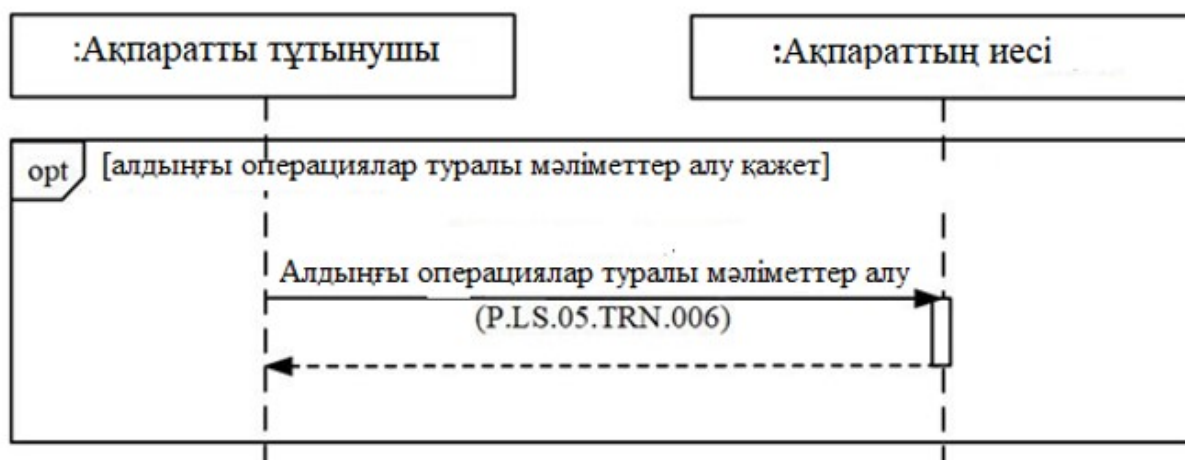 :Ақпаратты тұтынушы
:Ақпараттың иесі
opt
[алдыңғы операциялар туралы мәліметтер алу қажет]
Алдыңғы операциялар туралы мәліметтер алу
(P.LS.05.TRN.006)